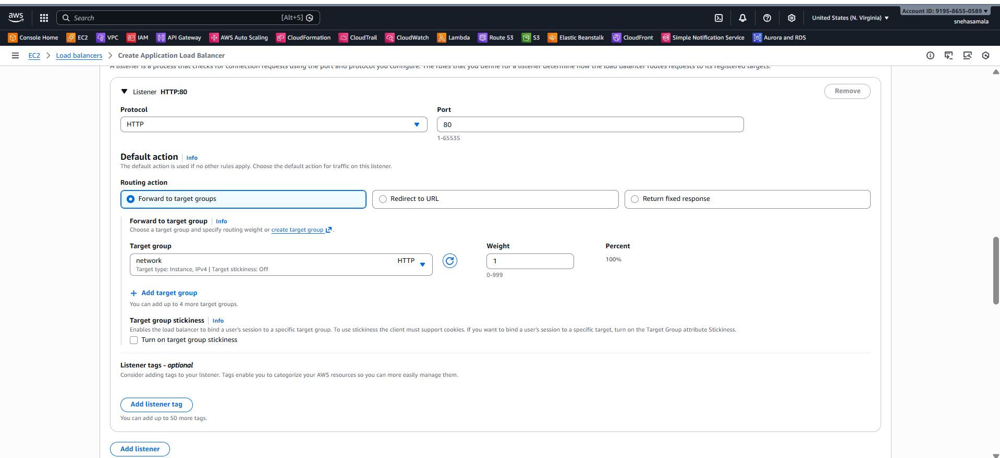 aws
Search [Alt+S]
United States (N. Virginia)
Account ID: 9195-8655-0589
snehasamala
Console Home EC2 VPC IAM API Gateway AWS Auto Scaling CloudFormation CloudTrail CloudWatch Lambda Route 53 S3 Elastic Beanstalk CloudFront Simple Notification Service Aurora and RDS
EC2 Load balancers Create Application Load Balancer
A listener is a process that checks for connection requests using the port and protocol you configure. The rules that you define for a listener determine how the load balancer routes requests to its registered targets.
Listener HTTP:80
Remove
Protocol Port
HTTP 80
1-65535
Default action Info
The default action is used if no other rules apply. Choose the default action for traffic on this listener.
Routing action
Forward to target groups Redirect to URL Return fixed response
Forward to target group Info
Choose a target group and specify routing weight or create target group .
Target group Weight Percent
network HTTP 1 100%
Target type: Instance, IPv4 | Target stickiness: Off
0-999
+ Add target group
You can add up to 4 more target groups.
Target group stickiness Info
Enables the load balancer to bind a user's session to a specific target group. To use stickiness the client must support cookies. If you want to bind a user's session to a specific target, turn on the Target Group attribute Stickiness.
Turn on target group stickiness
Listener tags - optional
Consider adding tags to your listener. Tags enable you to categorize your AWS resources so you can more easily manage them.
Add listener tag
You can add up to 50 more tags.
Add listener